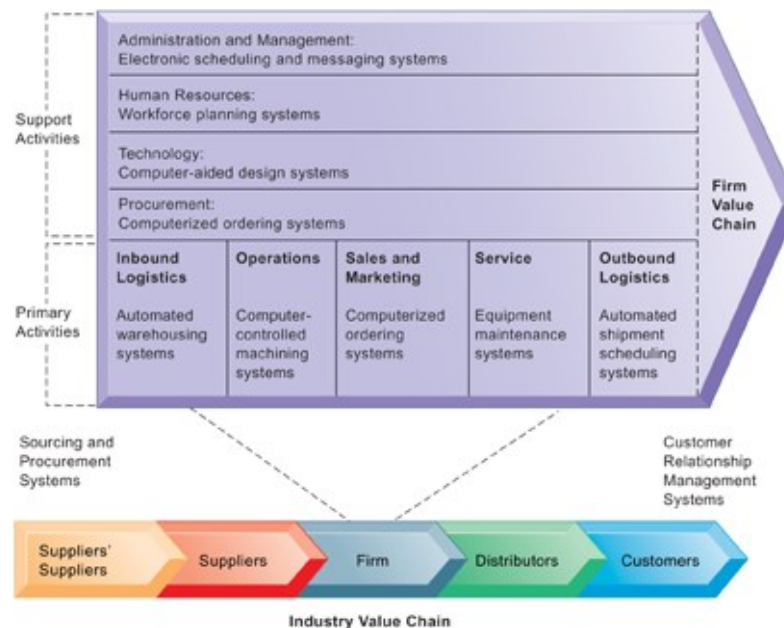 Administration and Management:
Electronic scheduling and messaging systems
Human Resources:
Workforce planning systems
Support
Activities
Technology:
Computer-aided design systems
Procurement:
Computerized ordering systems
Firm
Value
Chain
Primary
Activities
Inbound
Logistics
Automated
warehousing
systems
Operations
Computer-
controlled
machining
systems
Sales and
Marketing
Computerized
ordering
systems
Service
Equipment
maintenance
systems
Outbound
Logistics
Automated
shipment
scheduling
systems
Sourcing and
Procurement
Systems
Customer
Relationship
Management
Systems
Suppliers'
Suppliers
Suppliers
Firm
Distributors
Customers
Industry Value Chain